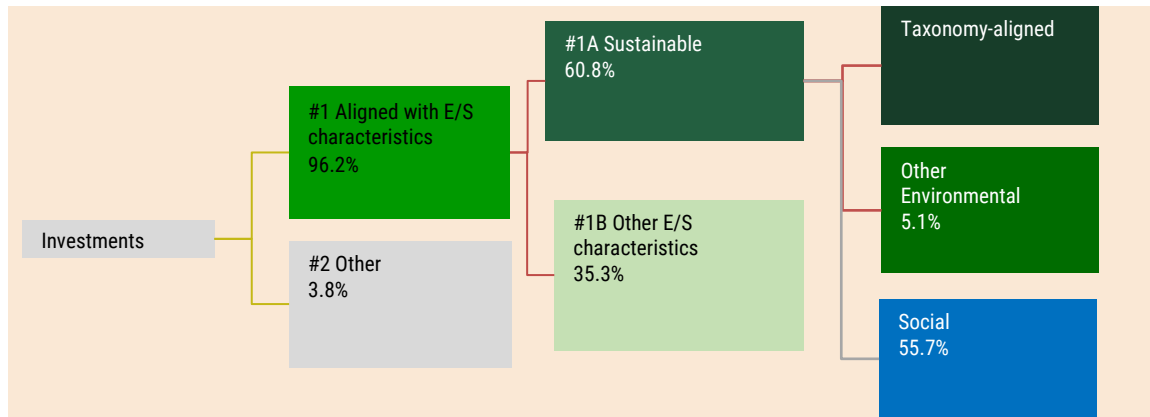 Investments
#1 Aligned with E/S
characteristics
96.2%
#2 Other
3.8%
#1A Sustainable
60.8%
#1B Other E/S
characteristics
35.3%
Taxonomy-aligned
Other
Environmental
5.1%
Social
55.7%